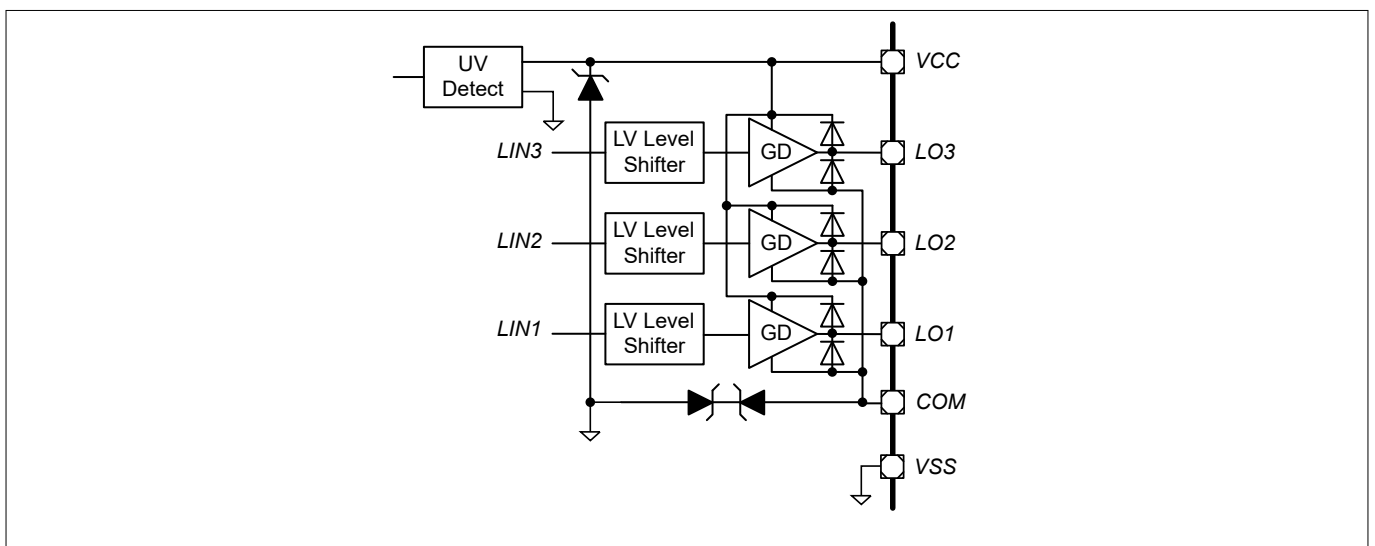 UV
Detect
VCC
LIN3
LV Level
Shifter
GD
LO3
LIN2
LV Level
Shifter
GD
LO2
LIN1
LV Level
Shifter
GD
LO1
COM
VSS